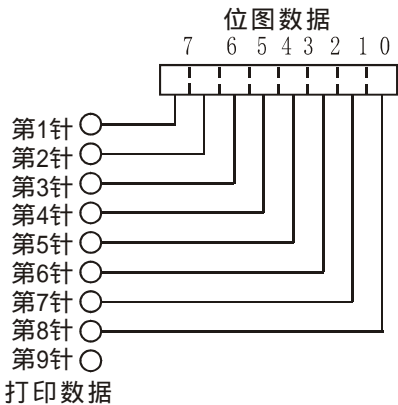 位图数据
7 6 5 4 3 2 1 0
第1针
第2针
第3针
第4针
第5针
第6针
第7针
第8针
第9针
打印数据